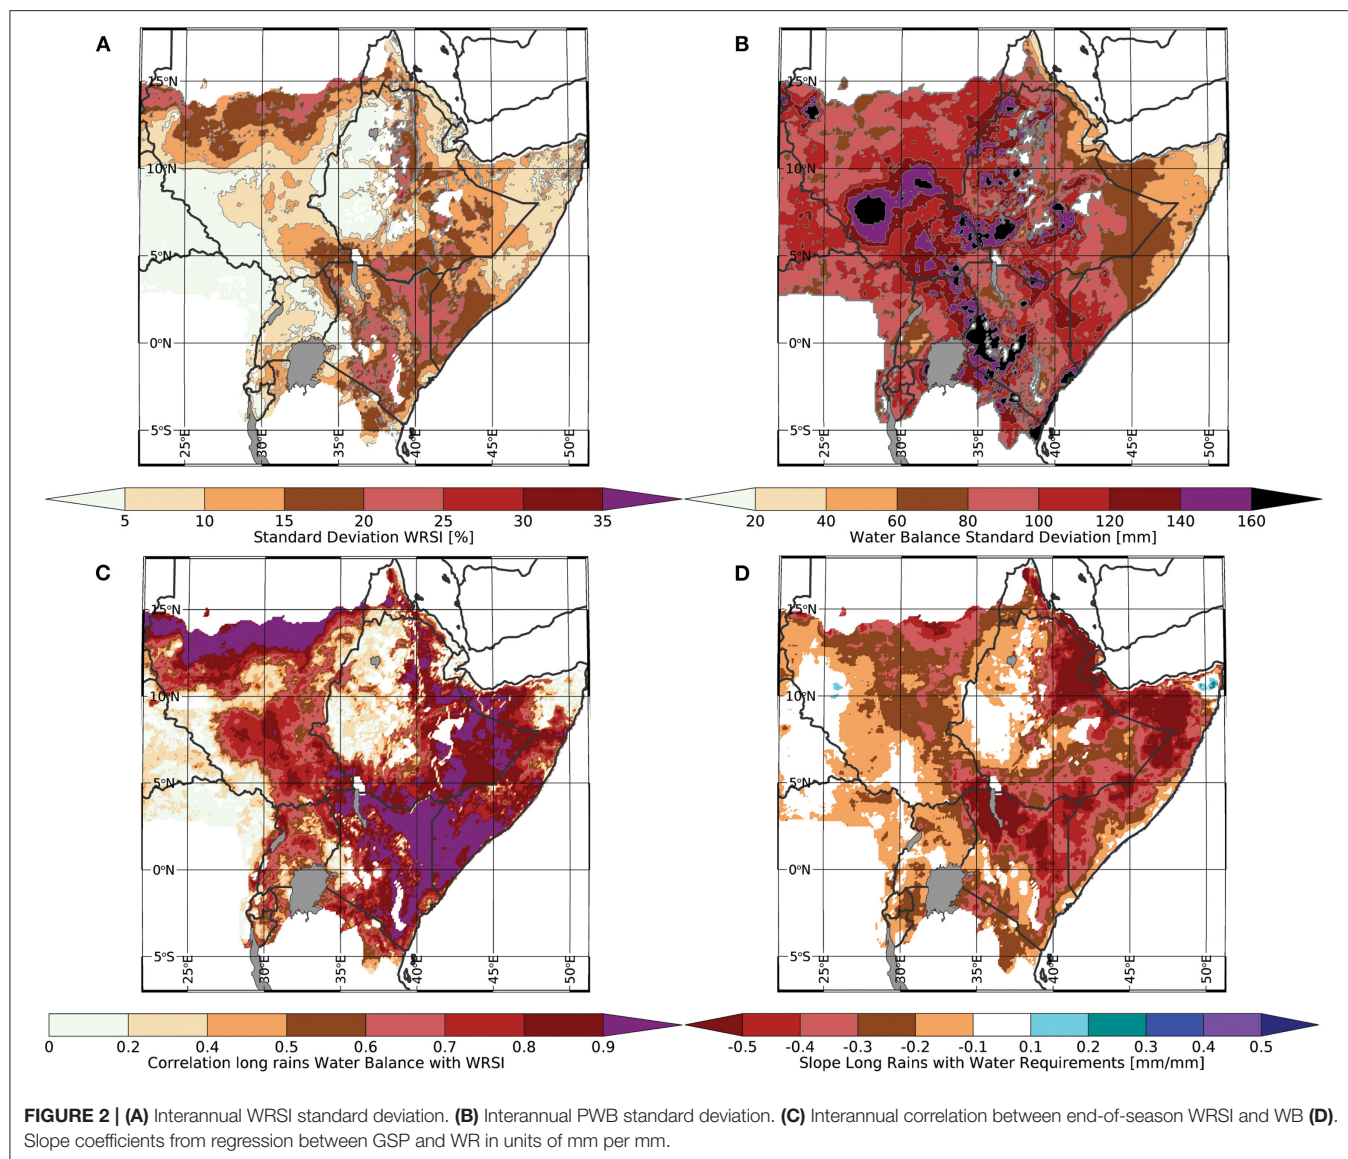 A
15°N
10°N
5°N
0°N
5°S
25°E
30°E
35°E
40°E
45°E
50°E
5 10 15 20 25 30 35
Standard Deviation WRSI [%]
B
15°N
10°N
5°N
0°N
5°S
25°E
30°E
35°E
40°E
45°E
50°E
20 40 60 80 100 120 140 160
Water Balance Standard Deviation [mm]
C
15°N
10°N
5°N
0°N
5°S
25°E
30°E
35°E
40°E
45°E
50°E
0 0.2 0.4 0.5 0.6 0.7 0.8 0.9
Correlation long rains Water Balance with WRSI
D
15°N
10°N
5°N
0°N
5°S
25°E
30°E
35°E
40°E
45°E
50°E
-0.5 -0.4 -0.3 -0.2 -0.1 0.1 0.2 0.3 0.4 0.5
Slope Long Rains with Water Requirements [mm/mm]
FIGURE 2 | (A) Interannual WRSI standard deviation. (B) Interannual PWB standard deviation. (C) Interannual correlation between end-of-season WRSI and WB (D).
Slope coefficients from regression between GSP and WR in units of mm per mm.